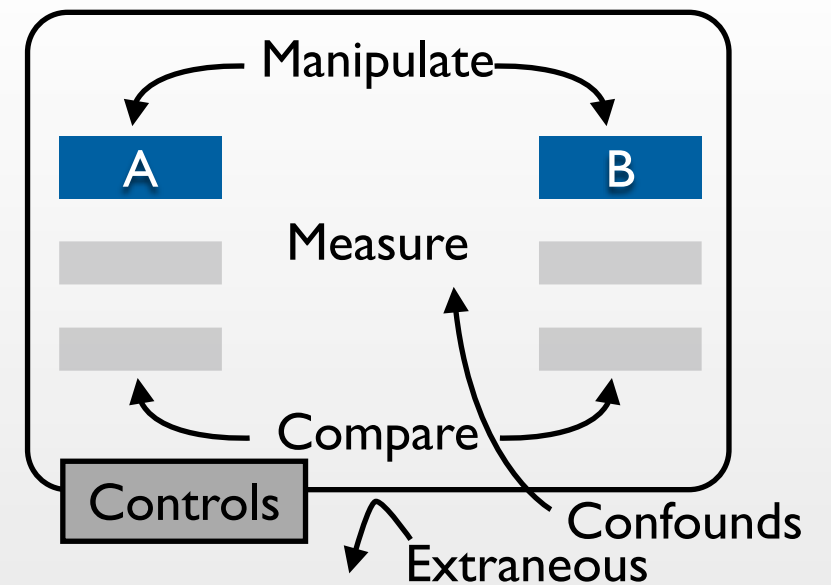 Manipulate
A
B
Measure
Compare
Controls
Confounds
Extraneous